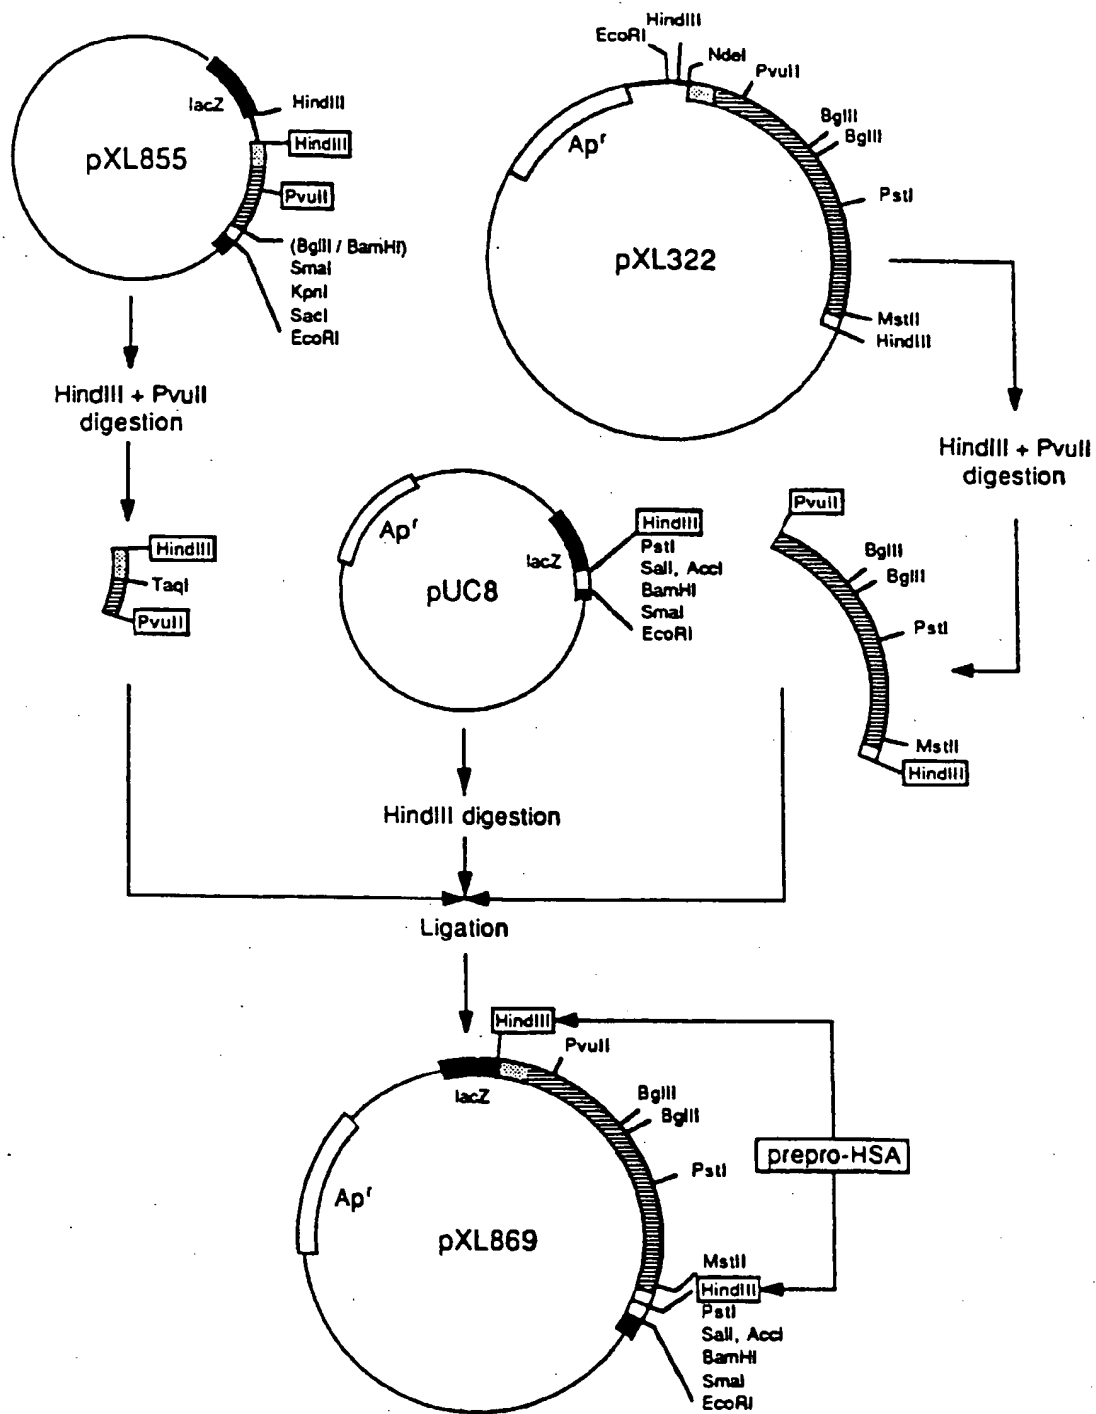 lacZ
HindIII
HindIII
pXL855
PvuII
(BglII / BamHI)
SmaI
KpnI
SacI
EcoRI
HindIII
EcoRI
NdeI
PvuII
BglII
BglII
Apʳ
PstI
pXL322
MstII
HindIII
HindIII + PvuII
digestion
HindIII + PvuII
digestion
HindIII
TaqI
PvuII
Apʳ
lacZ
pUC8
HindIII
PstI
SalI, AccI
BamHI
SmaI
EcoRI
PvuII
BglII
BglII
PstI
MstII
HindIII
HindIII digestion
Ligation
HindIII
PvuII
lacZ
BglII
BglII
prepro-HSA
PstI
Apʳ
pXL869
MstII
HindIII
PstI
SalI, AccI
BamHI
SmaI
EcoRI